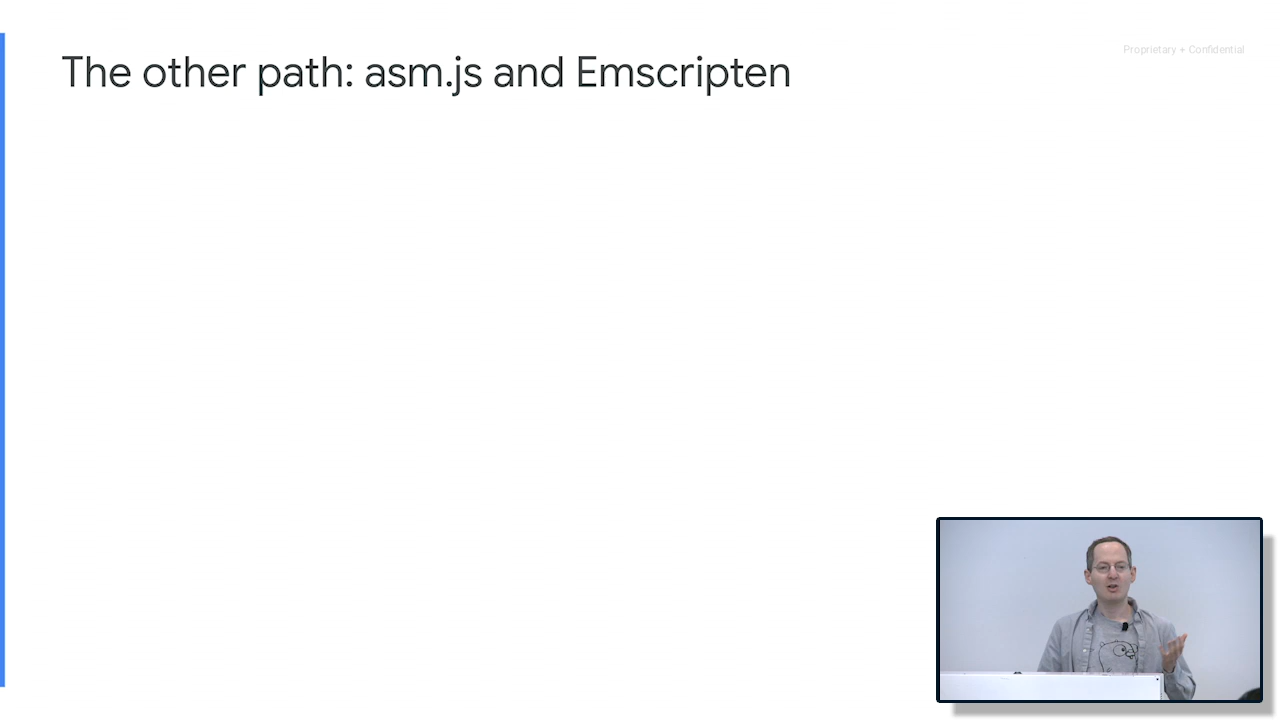 Proprietary + Confidential
The other path: asm.js and Emscripten